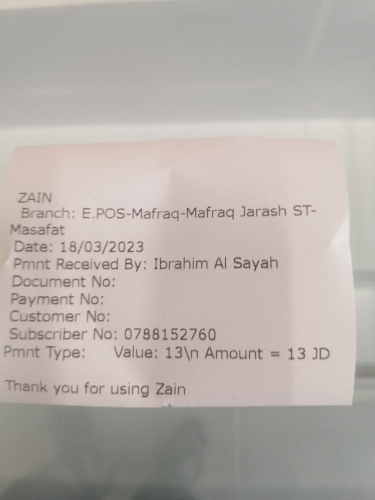 ZAIN
Branch: E.POS-Mafraq-Mafraq Jarash ST-
Masafat
Date: 18/03/2023
Pmnt Received By: Ibrahim Al Sayah
Document No:
Payment No:
Customer No:
Subscriber No: 0788152760
Pmnt Type: Value: 13\n Amount = 13 JD
Thank you for using Zain